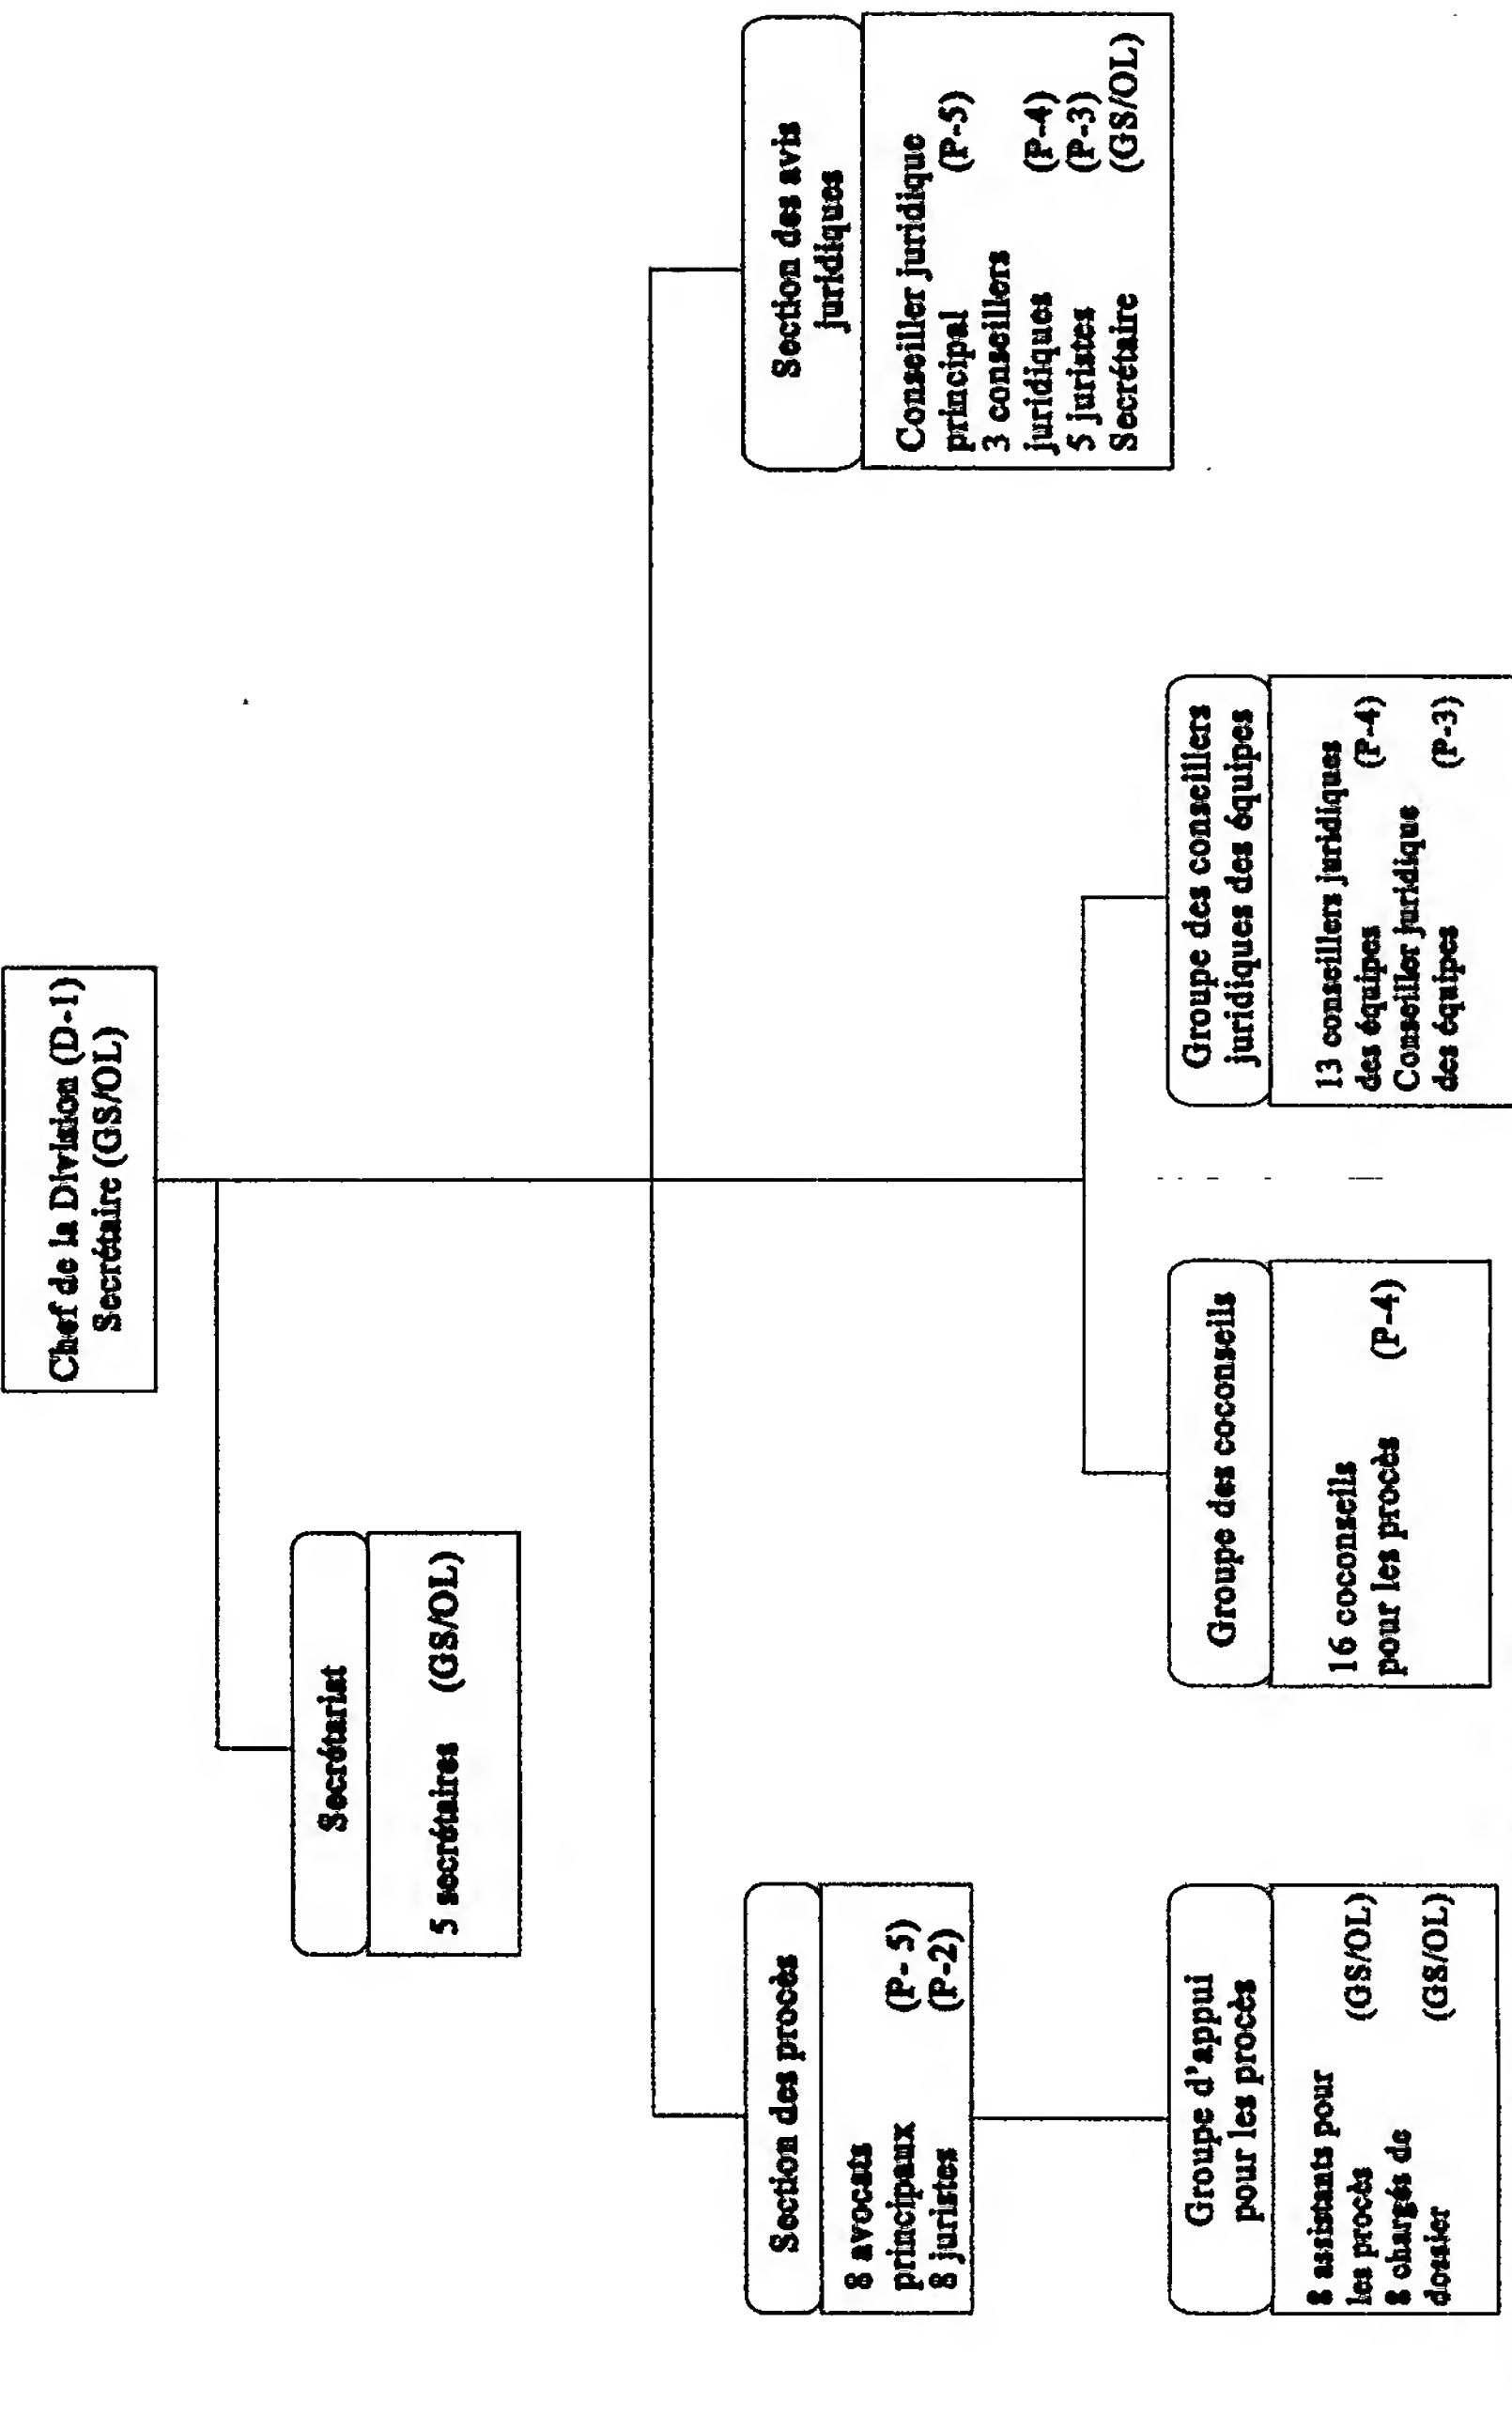 Chef de la Division (D-1)
Secrétaire (GS/OL)
Secrétariat
5 secrétaires (GS/OL)
Section des procès
8 avocats
principaux (P- 5)
8 juristes (P-2)
Section des avis
juridiques
Conseiller juridique
principal (P-5)
3 conseillers
juridiques (P-4)
5 juristes (P-3)
Secrétaire (GS/OL)
Groupe d'appui
pour les procès
8 assistants pour
les procès (GS/OL)
8 chargés de
dossier (GS/OL)
Groupe des coconseils
16 coconseils
pour les procès (P-4)
Groupe des conseillers
juridiques des équipes
13 conseillers juridiques
des équipes (P-4)
Conseiller juridique
des équipes (P-3)